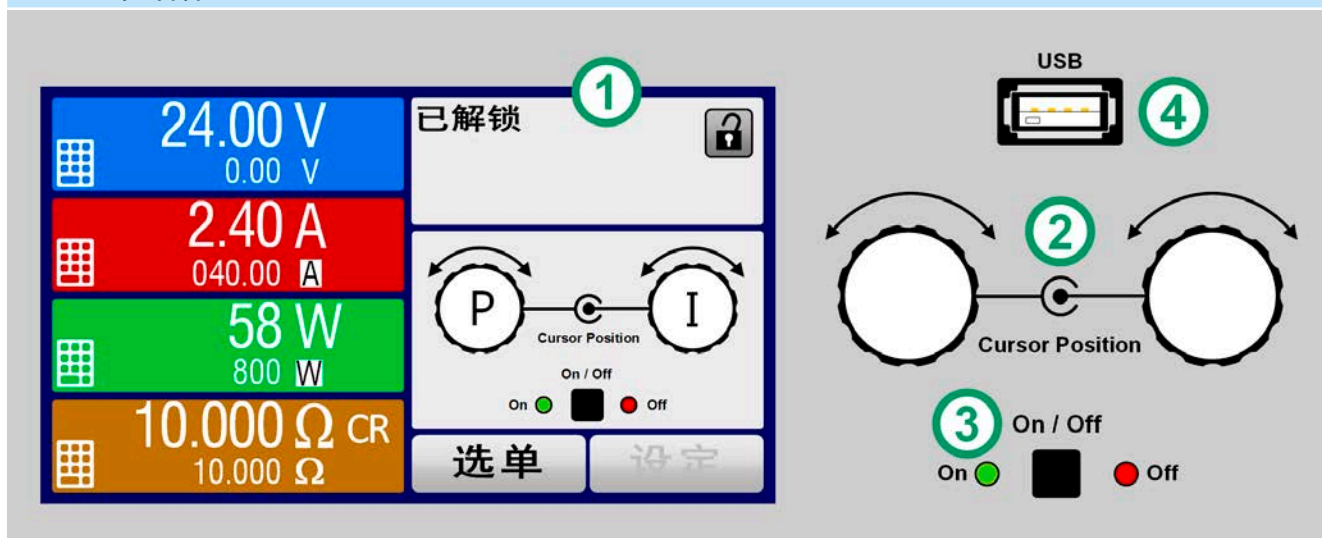 24.00 V
0.00 V
2.40 A
040.00 A
58 W
800 W
10.000 Ω CR
10.000 Ω
已解锁
1
P
I
Cursor Position
On / Off
On
Off
选单
设定
USB
4
2
Cursor Position
3
On / Off
On
Off